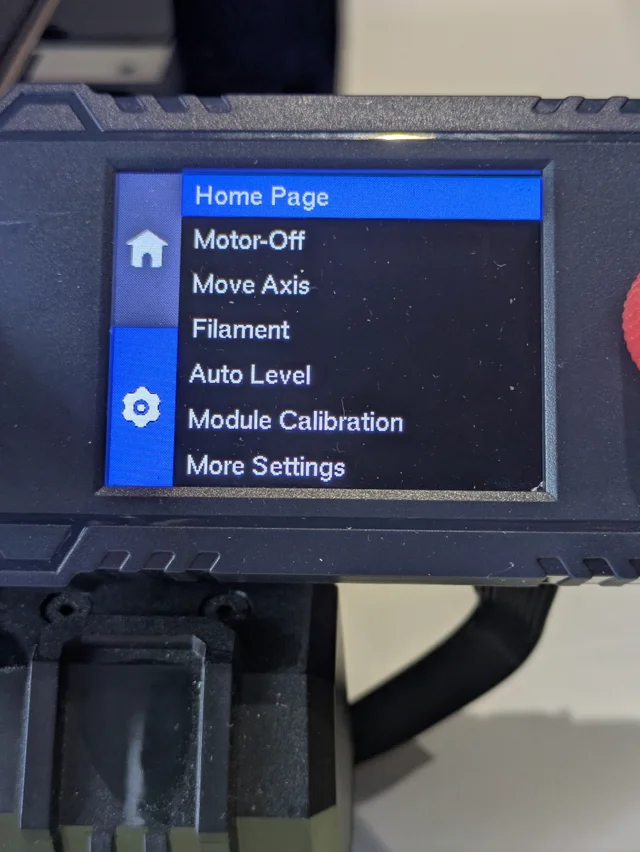 Home Page
Motor-Off
Move Axis
Filament
Auto Level
Module Calibration
More Settings